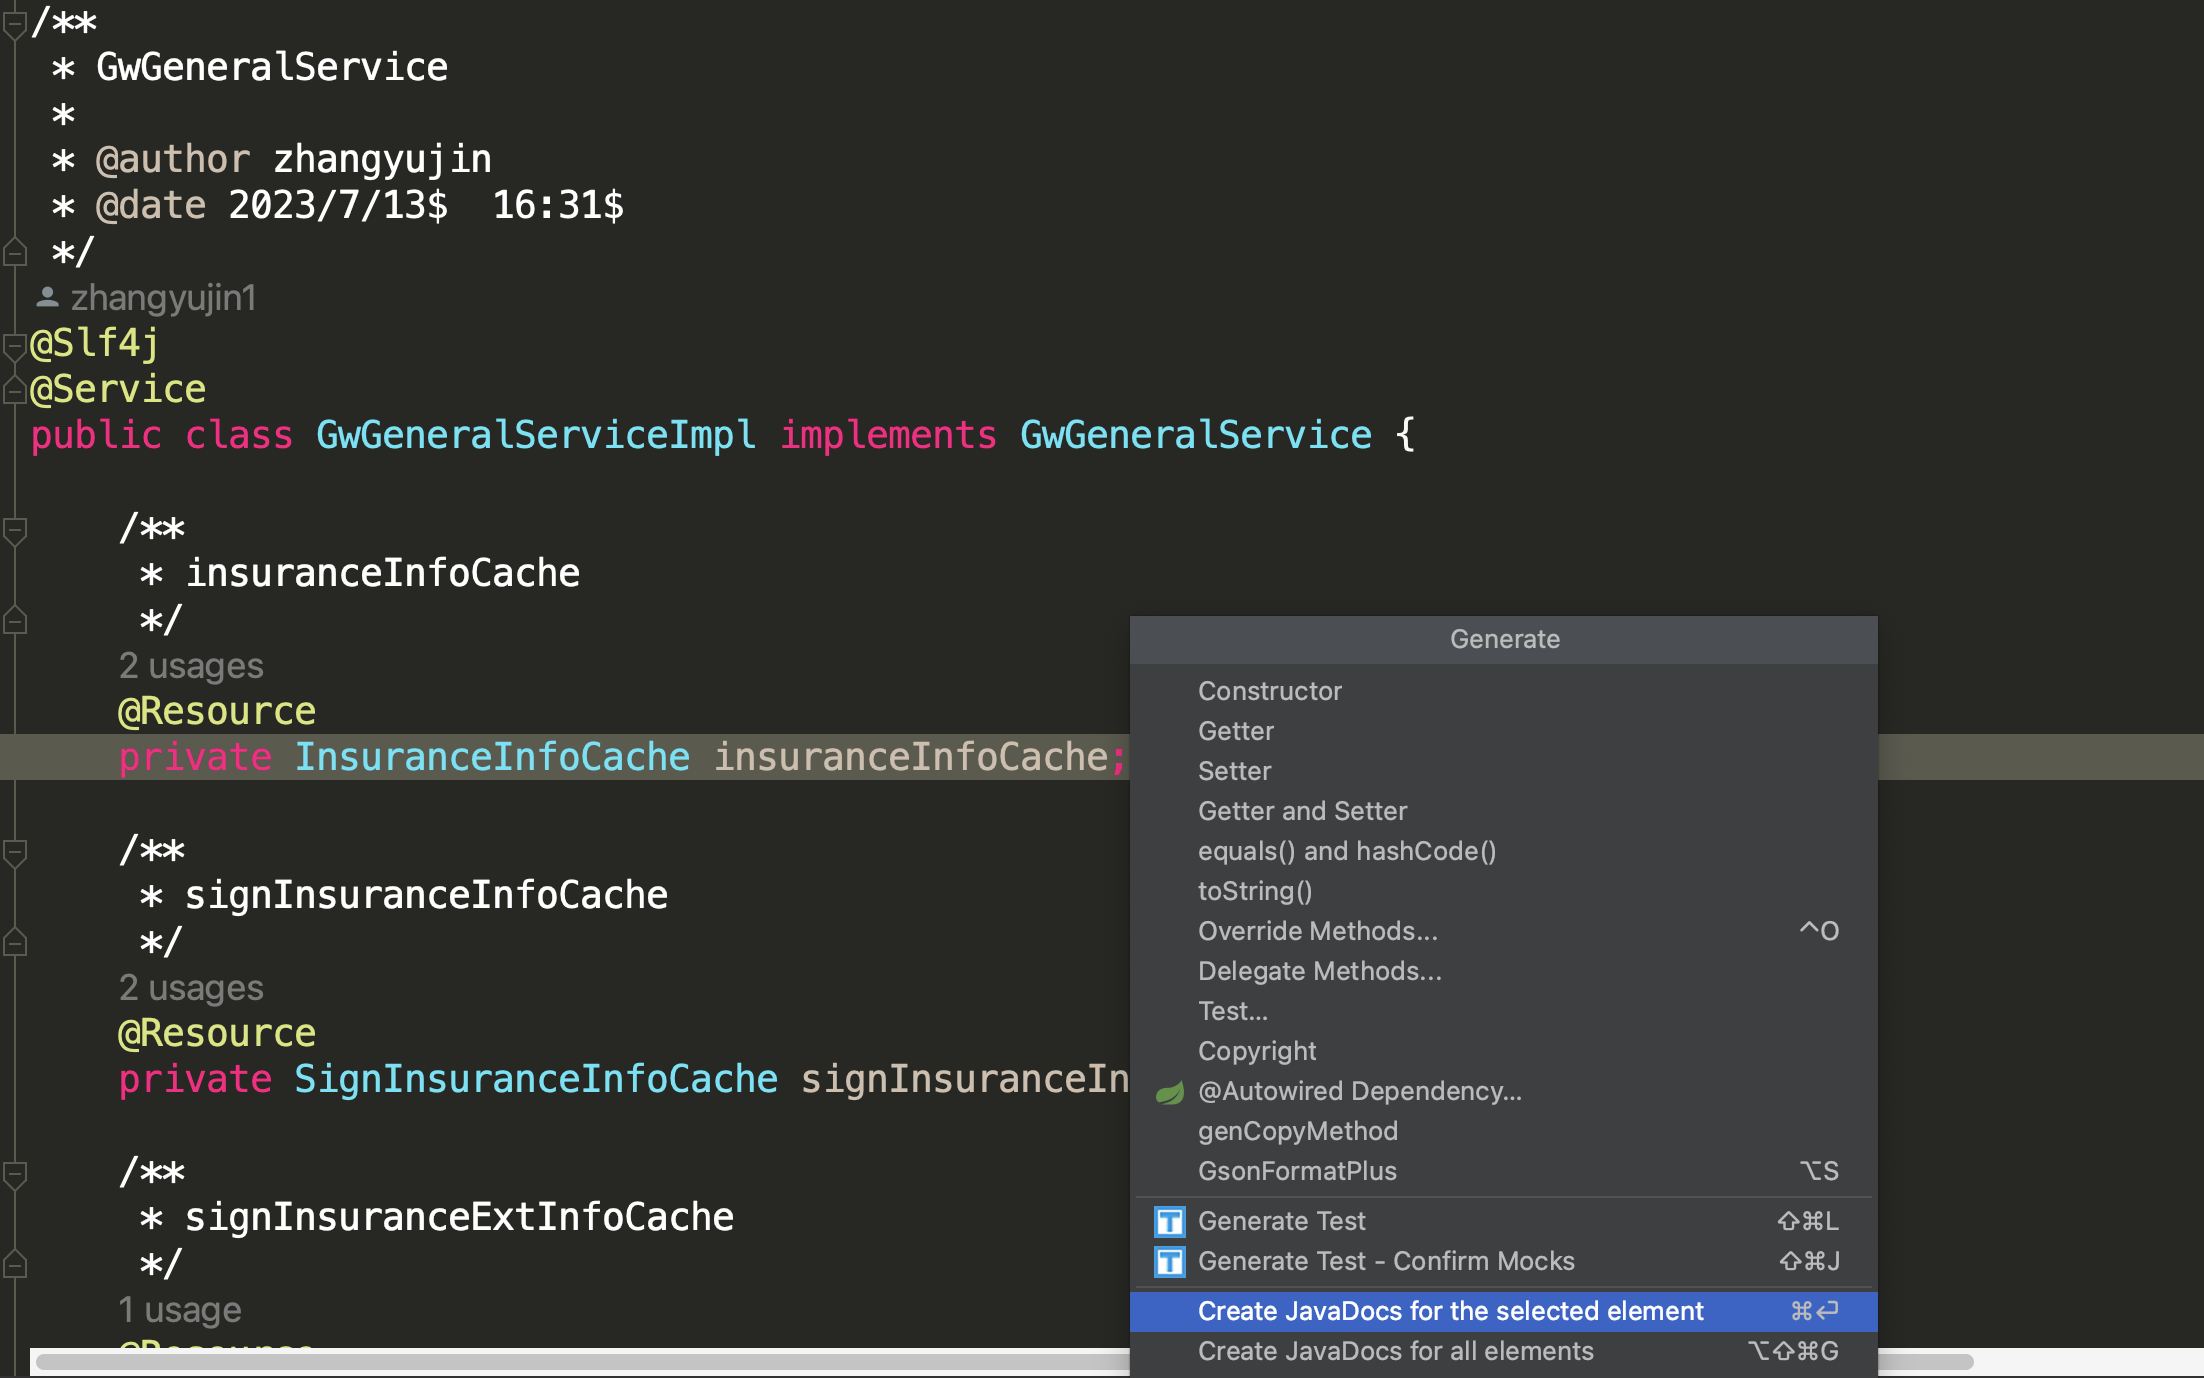 /**
* GwGeneralService
*
* @author zhangyujin
* @date 2023/7/13$  16:31$
*/
zhangyujin1
@Slf4j
@Service
public class GwGeneralServiceImpl implements GwGeneralService {
/**
* insuranceInfoCache
*/
2 usages
@Resource
private InsuranceInfoCache insuranceInfoCache;
/**
* signInsuranceInfoCache
*/
2 usages
@Resource
private SignInsuranceInfoCache signInsuranceIn
/**
* signInsuranceExtInfoCache
*/
1 usage
@Resource
Generate
Constructor
Getter
Setter
Getter and Setter
equals() and hashCode()
toString()
Override Methods... ^O
Delegate Methods...
Test...
Copyright
@Autowired Dependency...
genCopyMethod
GsonFormatPlus ⌥S
Generate Test ⇧⌘L
Generate Test - Confirm Mocks ⇧⌘J
Create JavaDocs for the selected element ⌘⏎
Create JavaDocs for all elements ⌥⇧⌘G